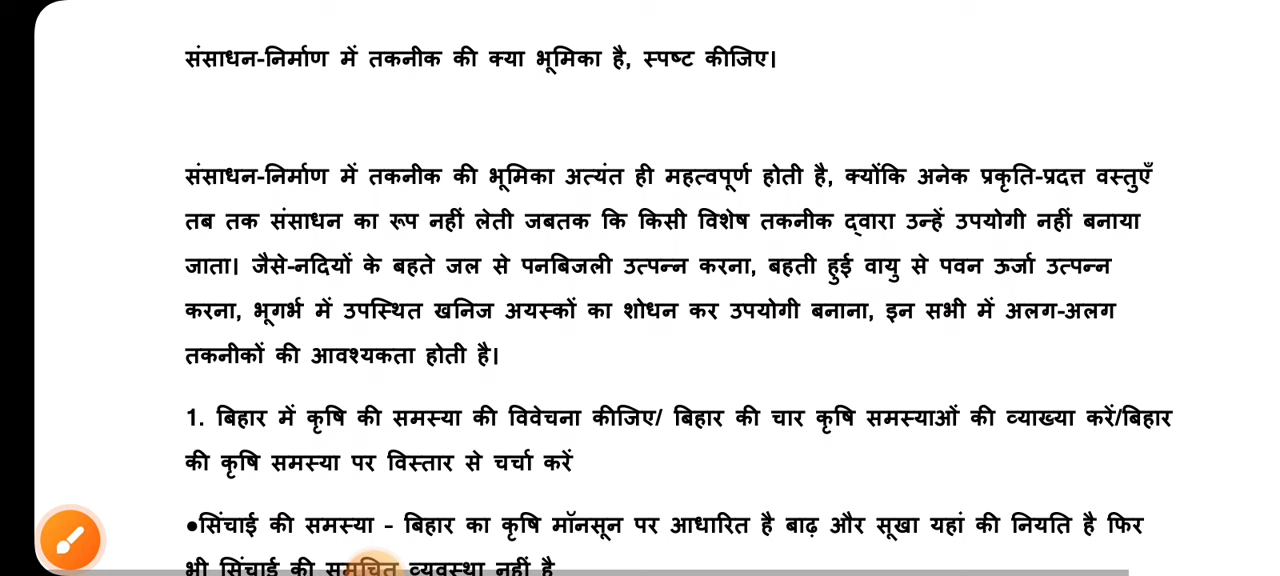 संसाधन-निर्माण में तकनीक की क्या भूमिका है, स्पष्ट कीजिए।
संसाधन-निर्माण में तकनीक की भूमिका अत्यंत ही महत्वपूर्ण होती है, क्योंकि अनेक प्रकृति-प्रदत्त वस्तुएँ
तब तक संसाधन का रूप नहीं लेती जबतक कि किसी विशेष तकनीक द्वारा उन्हें उपयोगी नहीं बनाया
जाता। जैसे-नदियों के बहते जल से पनबिजली उत्पन्न करना, बहती हुई वायु से पवन ऊर्जा उत्पन्न
करना, भूगर्भ में उपस्थित खनिज अयस्कों का शोधन कर उपयोगी बनाना, इन सभी में अलग-अलग
तकनीकों की आवश्यकता होती है।
1. बिहार में कृषि की समस्या की विवेचना कीजिए/ बिहार की चार कृषि समस्याओं की व्याख्या करें/बिहार
की कृषि समस्या पर विस्तार से चर्चा करें
●सिंचाई की समस्या – बिहार का कृषि मॉनसून पर आधारित है बाढ़ और सूखा यहां की नियति है फिर
भी सिंचाई की समुचित व्यवस्था नहीं है